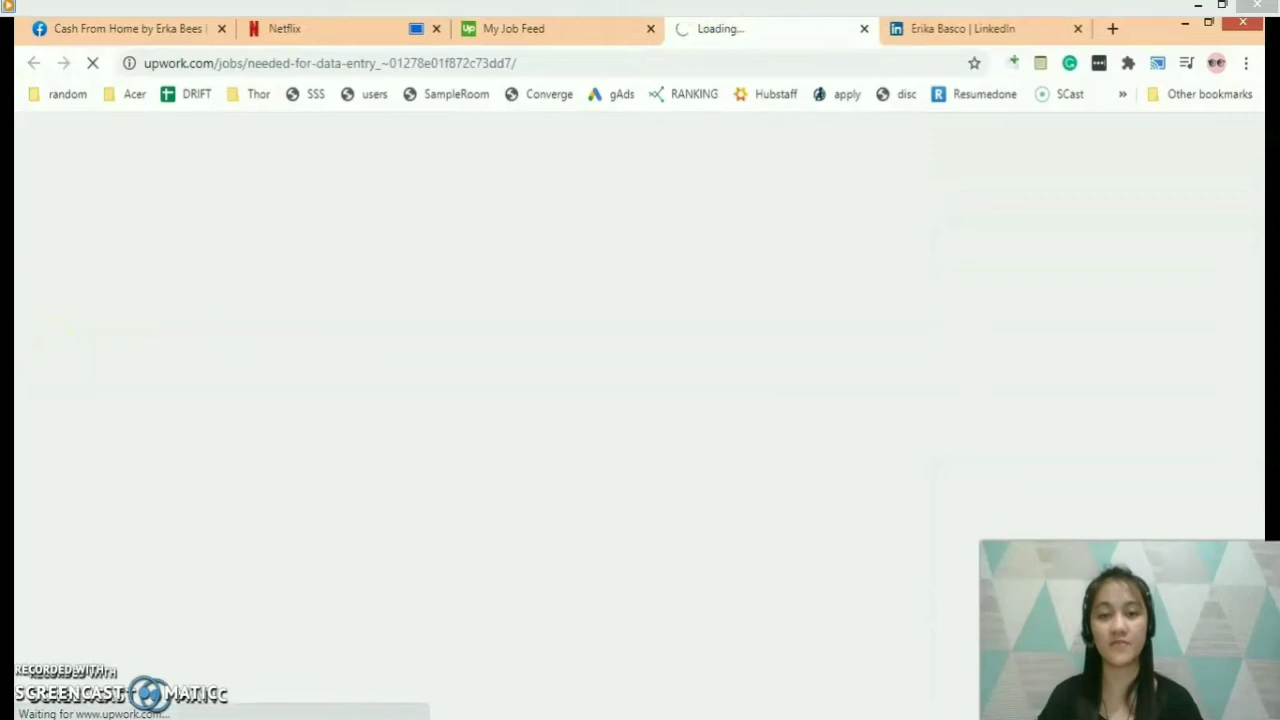 Cash From Home by Erka Bees
Netflix
Up My Job Feed
Loading...
in Erika Basco | LinkedIn
upwork.com/jobs/needed-for-data-entry_~01278e01f872c73dd7/
random Acer DRIFT Thor SSS users SampleRoom Converge gAds RANKING Hubstaff apply disc R Resumedone SCast » Other bookmarks
RECORDED WITH
SCREENCAST MATIC
Waiting for www.upwork.com...